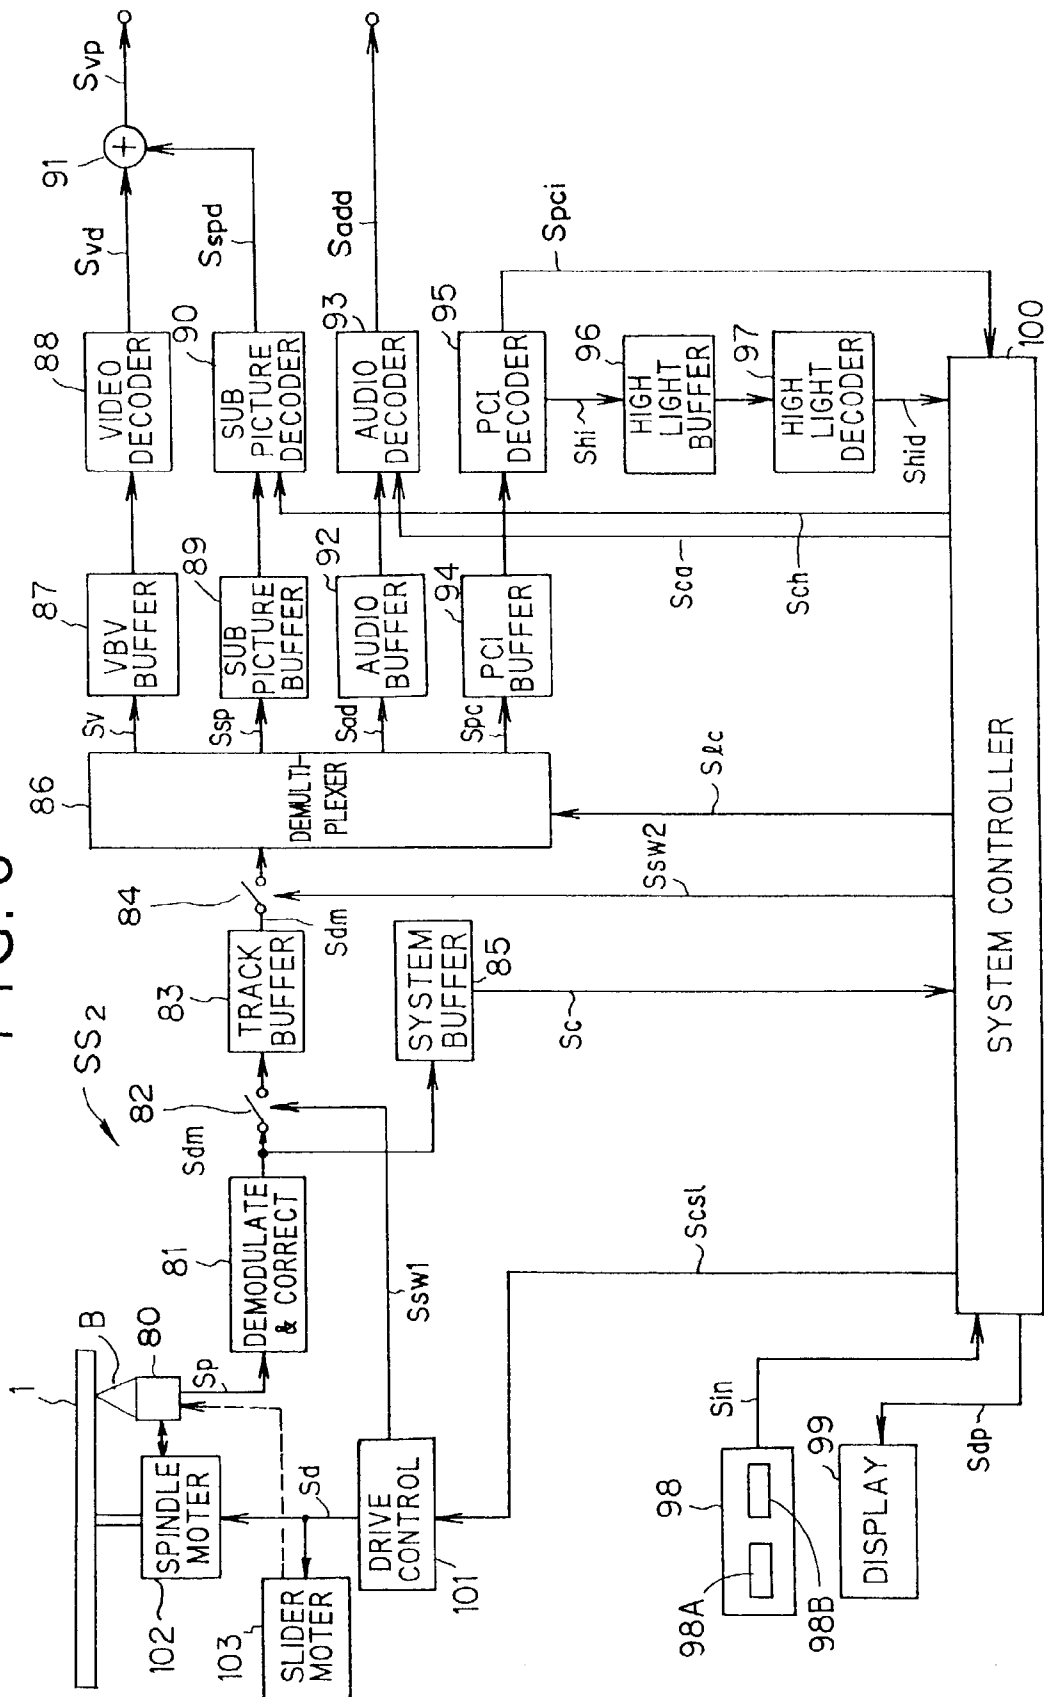 FIG.
SS2
1
B
80
102
SPINDLE
MOTER
103
SLIDER
MOTER
Sp
Sd
101
DRIVE
CONTROL
81
DEMODULATE
& CORRECT
Sdm
82
Ssw1
83
TRACK
BUFFER
84
Sdm
SYSTEM
BUFFER
85
Sc
Ssw2
86
DEMULTI-
PLEXER
Slc
Sv
Ssp
Sad
Spc
87
VBV
BUFFER
89
SUB
PICTURE
BUFFER
92
AUDIO
BUFFER
94
PCI
BUFFER
88
VIDEO
DECODER
90
SUB
PICTURE
DECODER
93
AUDIO
DECODER
95
PCI
DECODER
Svd
91
Svp
Sspd
Sadd
Spci
Shi
96
HIGH
LIGHT
BUFFER
97
HIGH
LIGHT
DECODER
Shid
Sca
Sch
Scsl
98
98A
98B
Sin
99
DISPLAY
Sdp
SYSTEM CONTROLLER
100